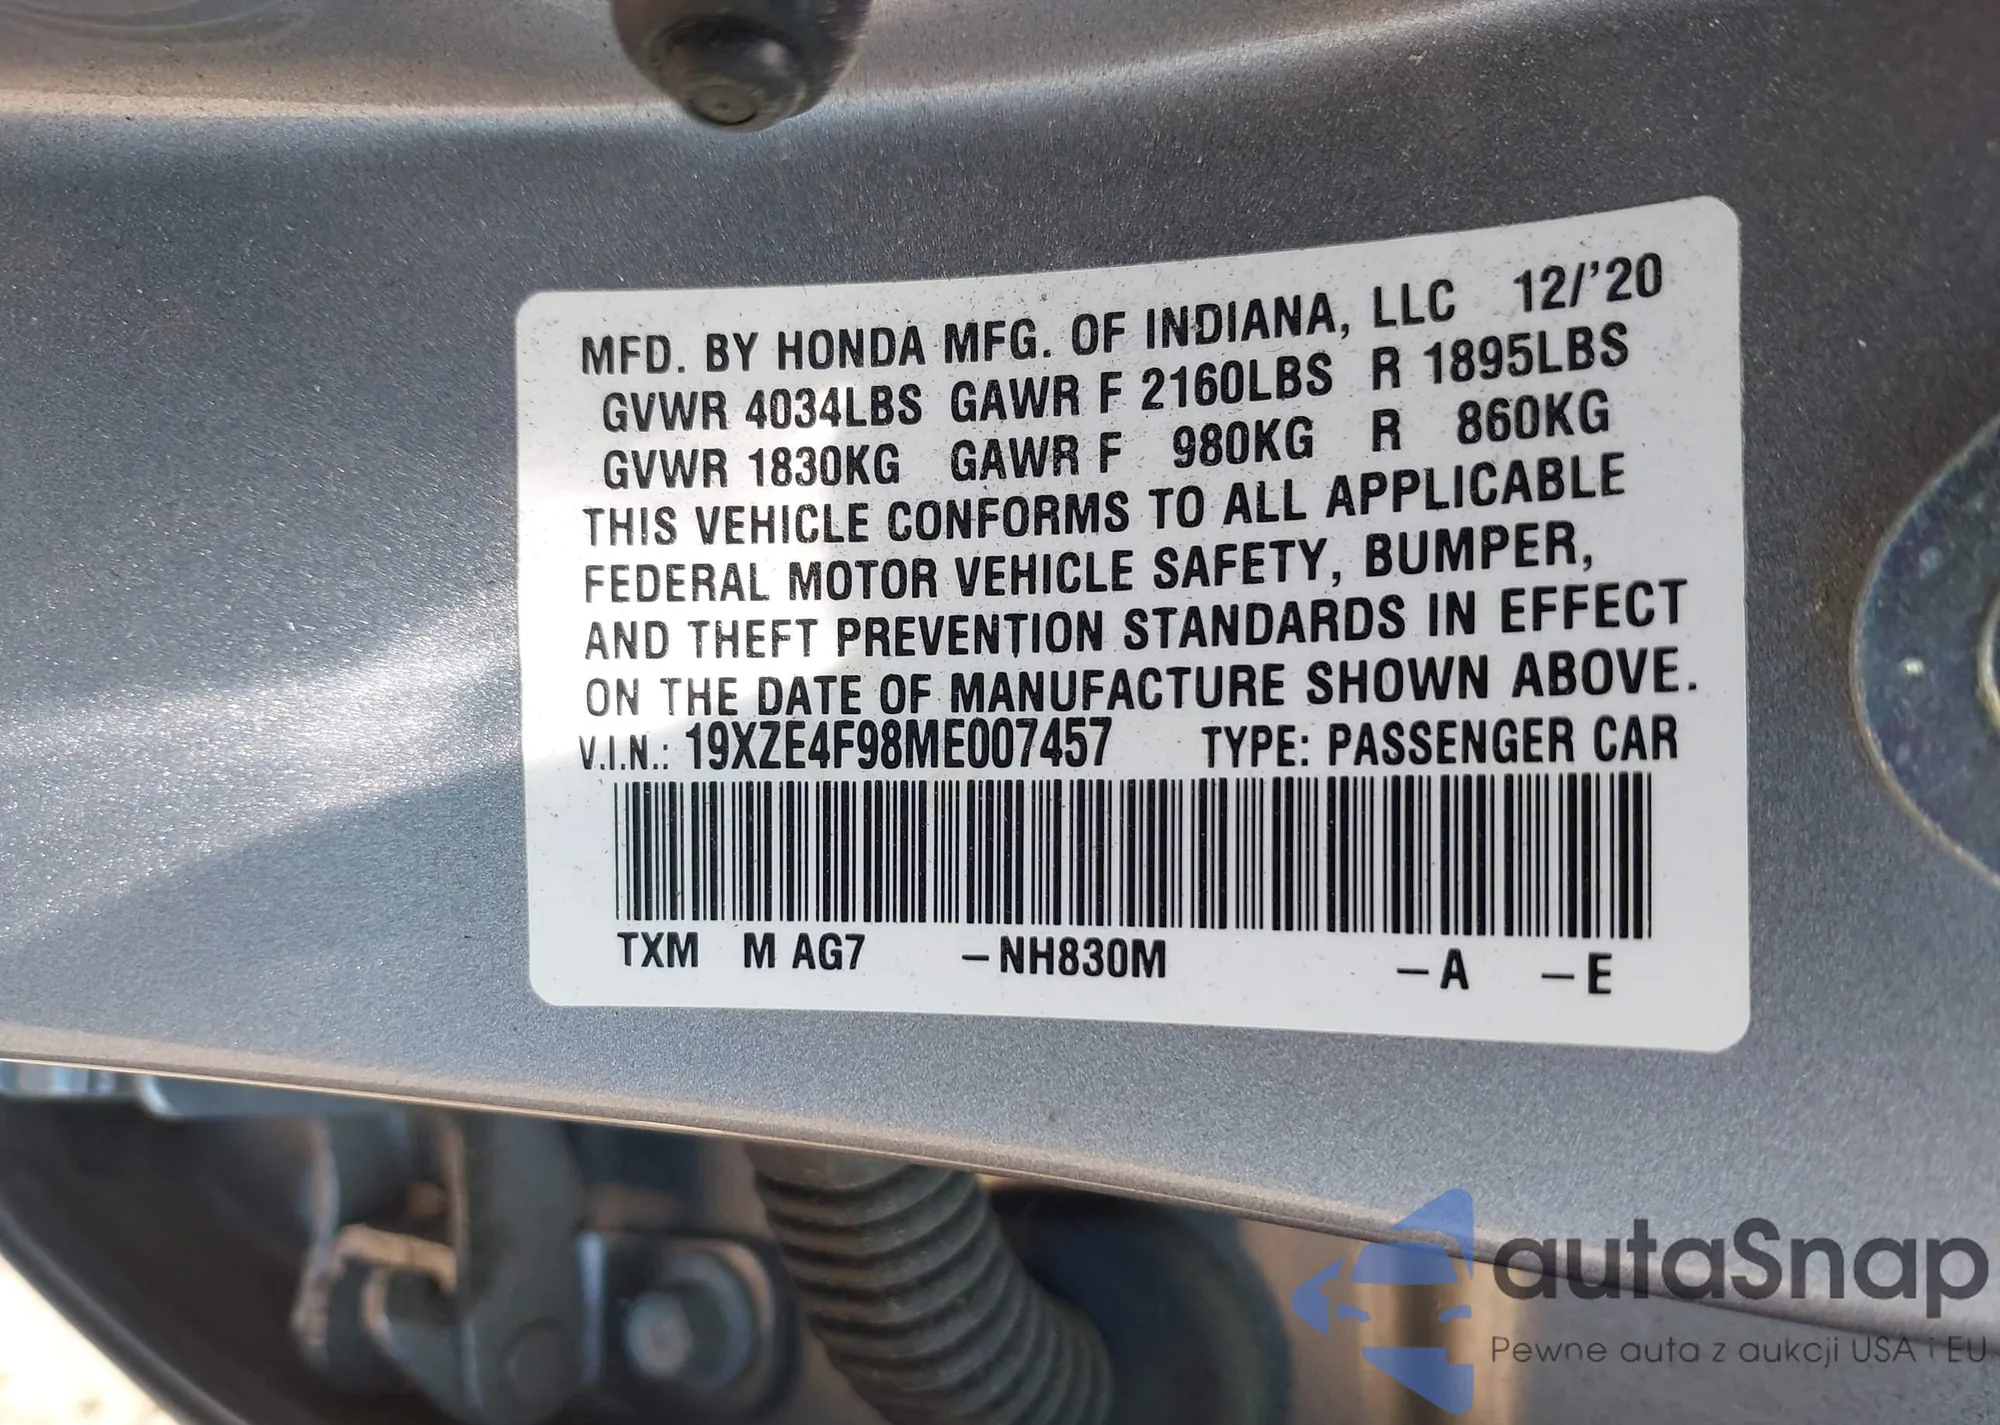 MFD. BY HONDA MFG. OF INDIANA, LLC 12/'20
GVWR 4034LBS GAWR F 2160LBS R 1895LBS
GVWR 1830KG GAWR F 980KG R 860KG
THIS VEHICLE CONFORMS TO ALL APPLICABLE
FEDERAL MOTOR VEHICLE SAFETY, BUMPER,
AND THEFT PREVENTION STANDARDS IN EFFECT
ON THE DATE OF MANUFACTURE SHOWN ABOVE.
V.I.N.: 19XZE4F98ME007457 TYPE: PASSENGER CAR
TXM M AG7 –NH830M –A –E
autaSnap
Pewne auta z aukcji USA i EU